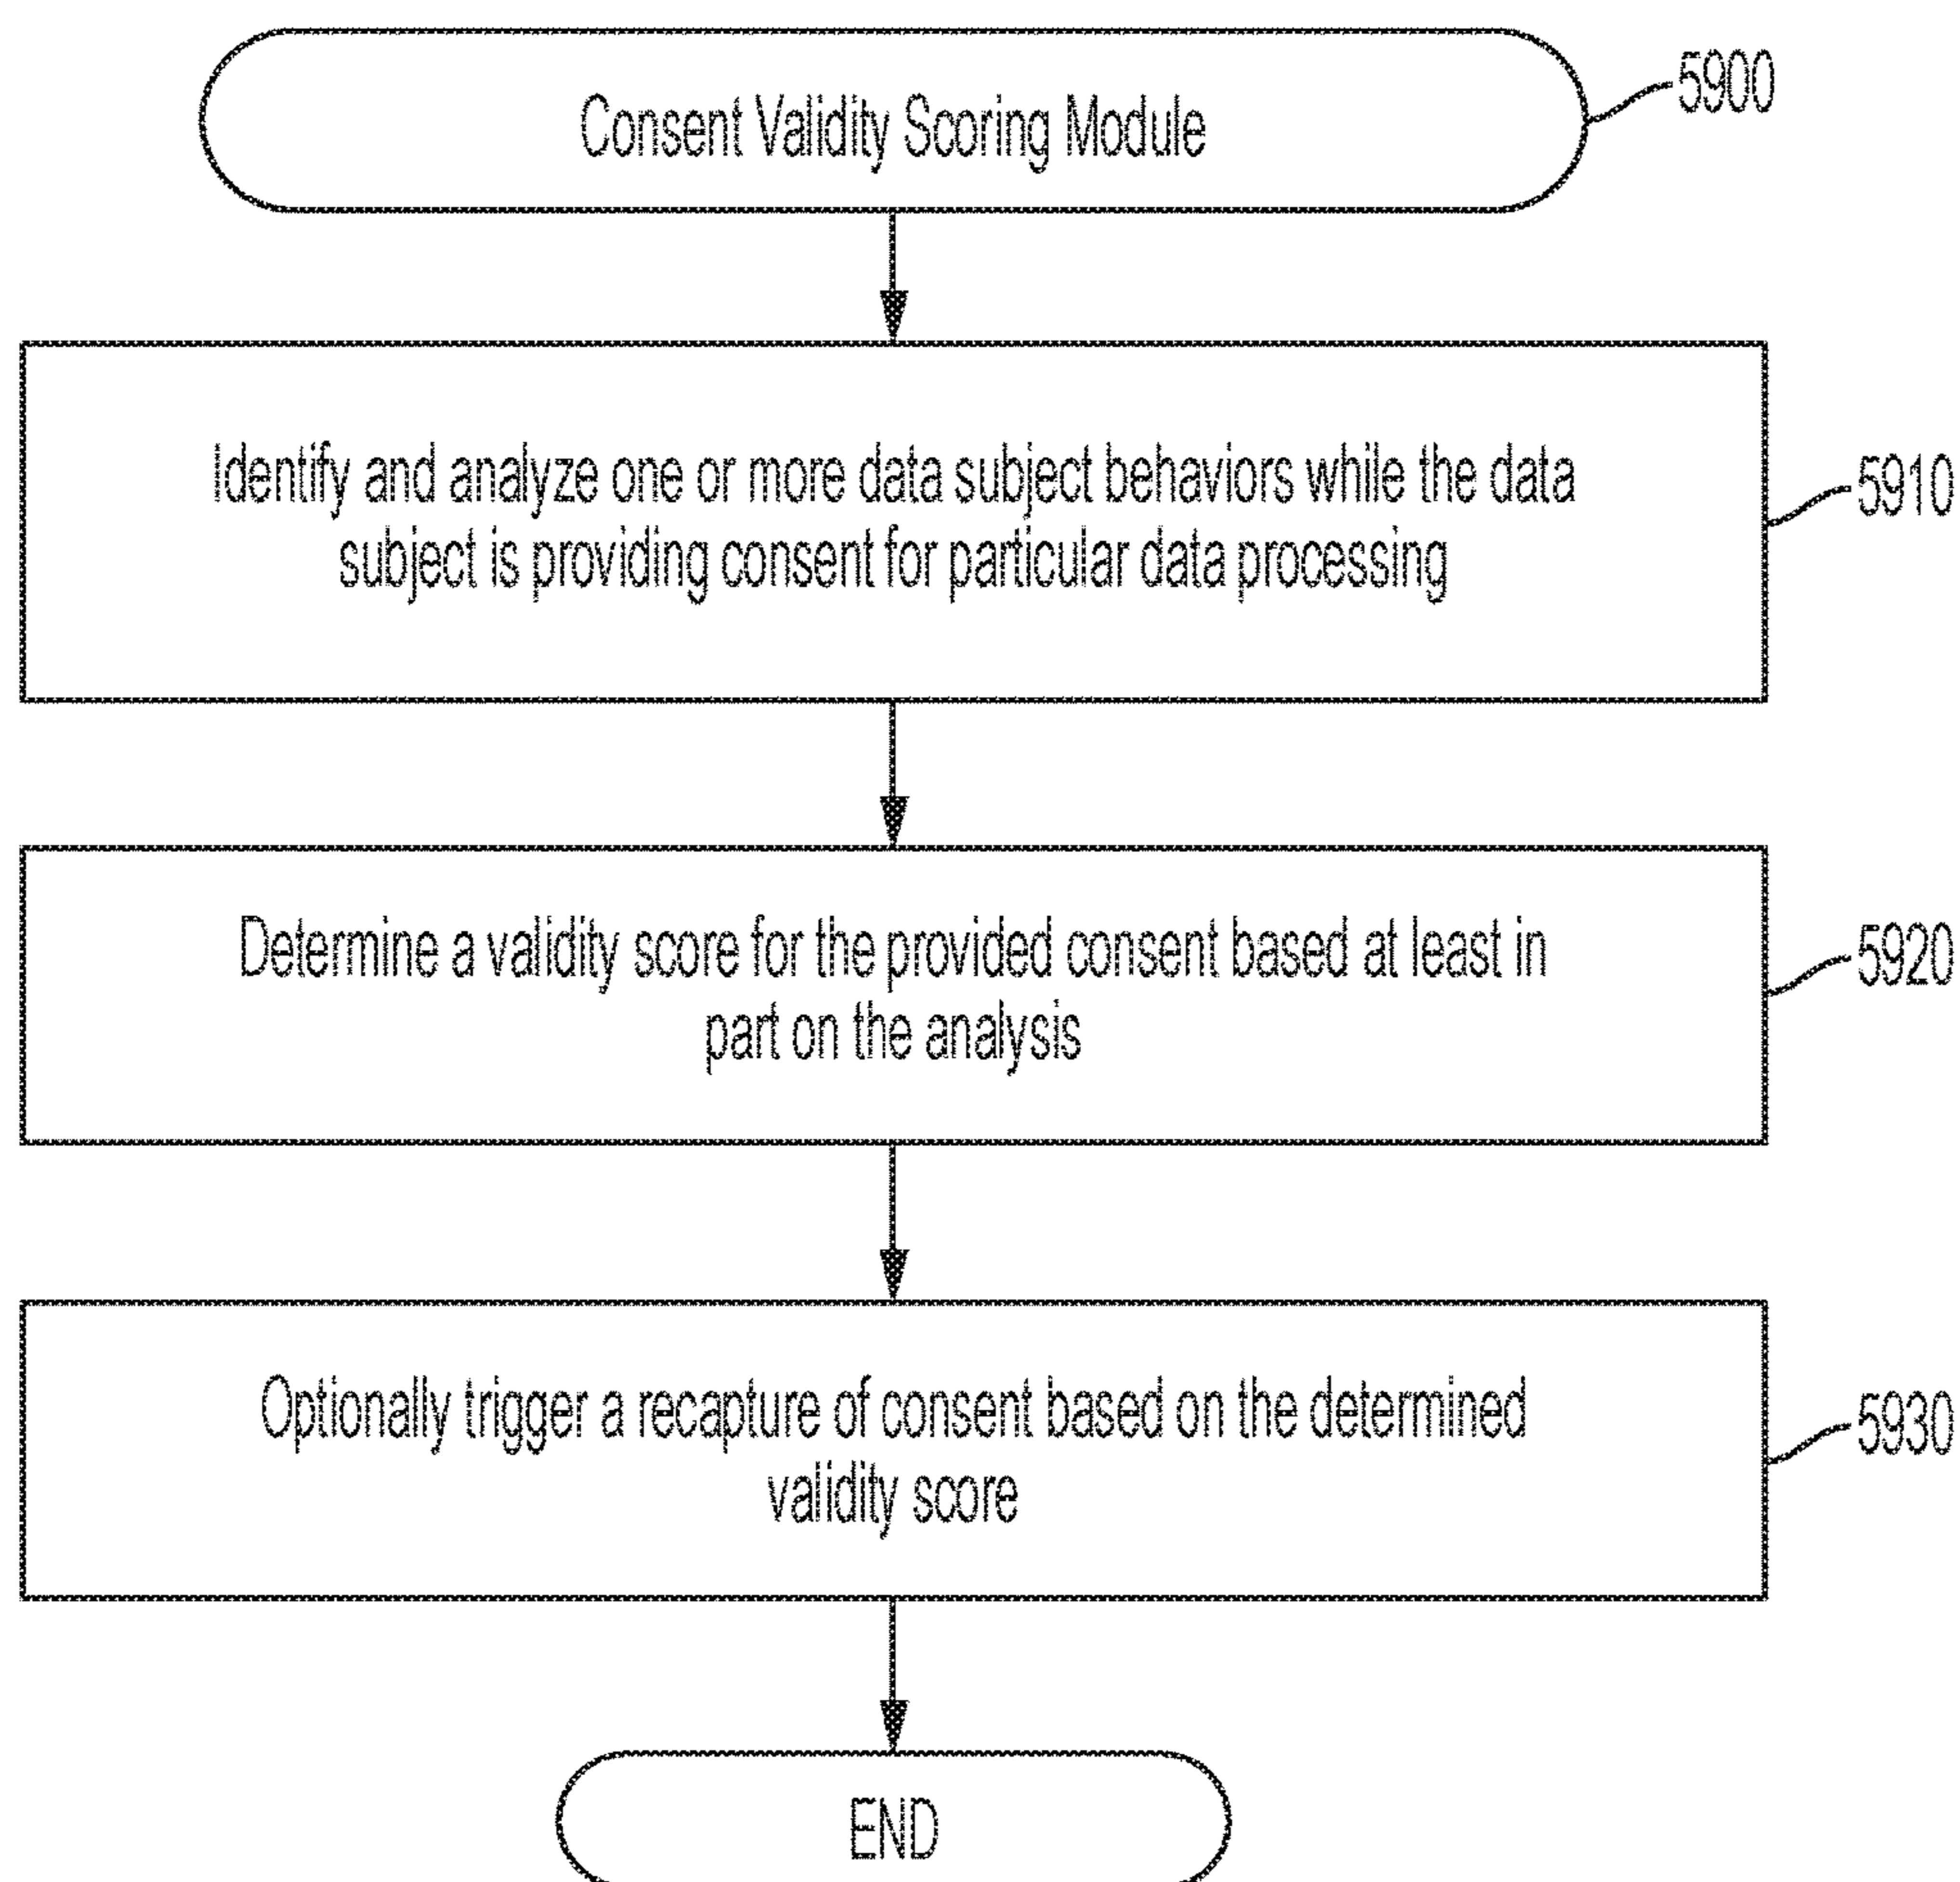 Consent Validity Scoring Module
5900
Identify and analyze one or more data subject behaviors while the data
subject is providing consent for particular data processing
5910
Determine a validity score for the provided consent based at least in
part on the analysis
5920
Optionally trigger a recapture of consent based on the determined
validity score
5930
END